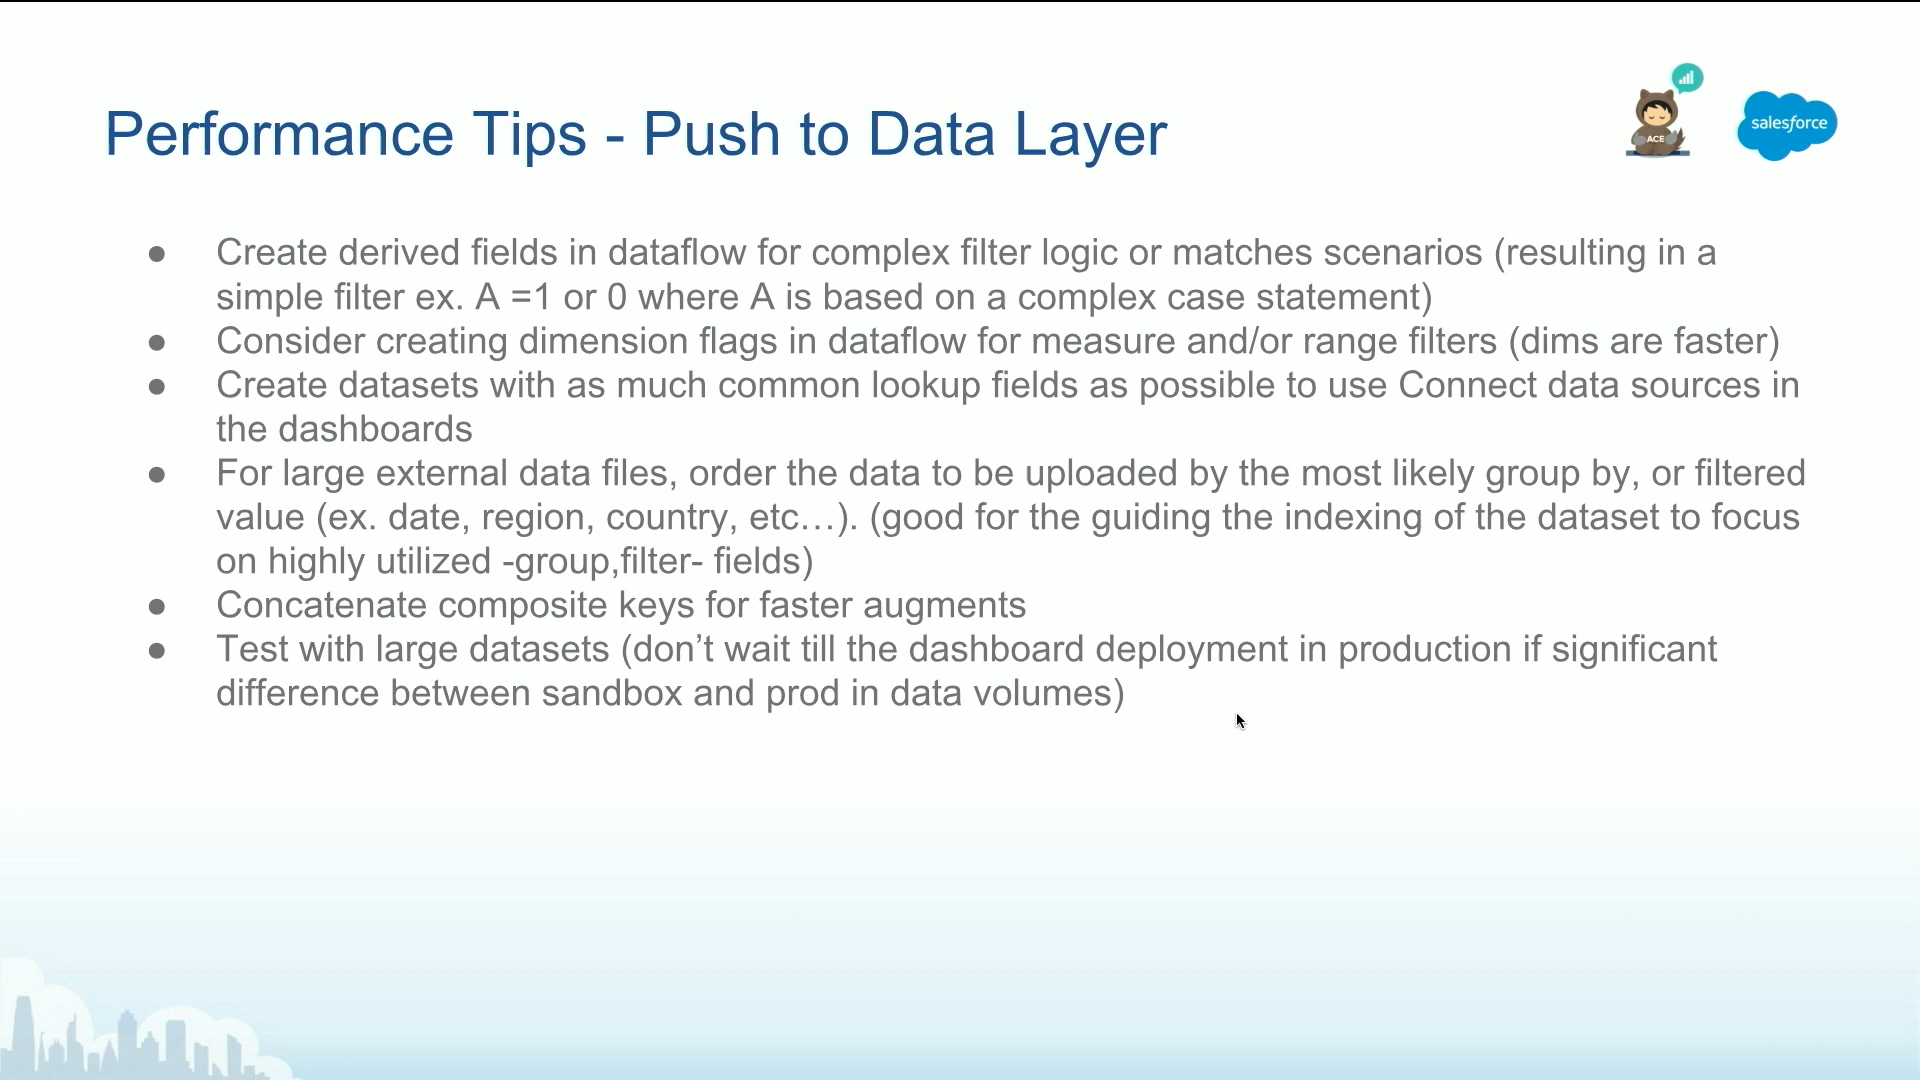 Performance Tips - Push to Data Layer
ACE
salesforce
● Create derived fields in dataflow for complex filter logic or matches scenarios (resulting in a
simple filter ex. A =1 or 0 where A is based on a complex case statement)
● Consider creating dimension flags in dataflow for measure and/or range filters (dims are faster)
● Create datasets with as much common lookup fields as possible to use Connect data sources in
the dashboards
● For large external data files, order the data to be uploaded by the most likely group by, or filtered
value (ex. date, region, country, etc…). (good for the guiding the indexing of the dataset to focus
on highly utilized -group,filter- fields)
● Concatenate composite keys for faster augments
● Test with large datasets (don’t wait till the dashboard deployment in production if significant
difference between sandbox and prod in data volumes)